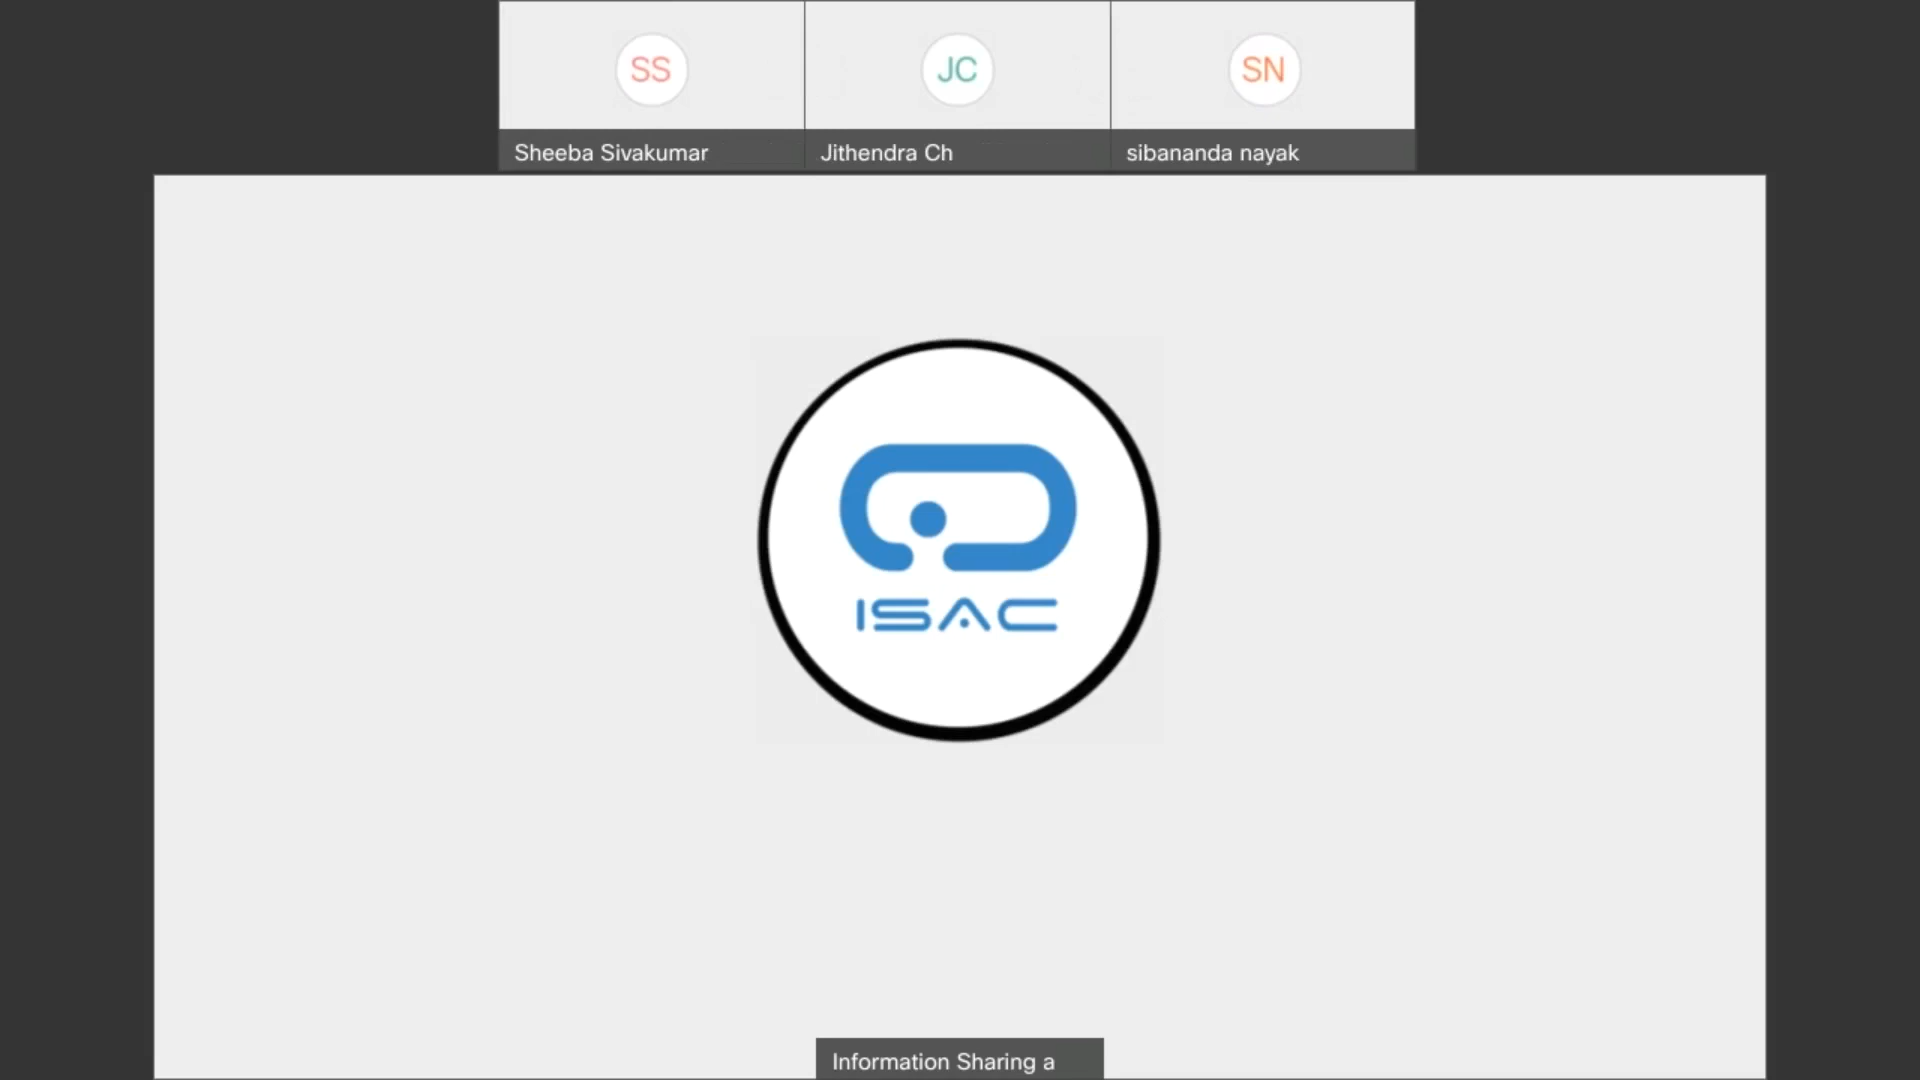 SS
JC
SN
Sheeba Sivakumar
Jithendra Ch
sibananda nayak
ISAC
Information Sharing a